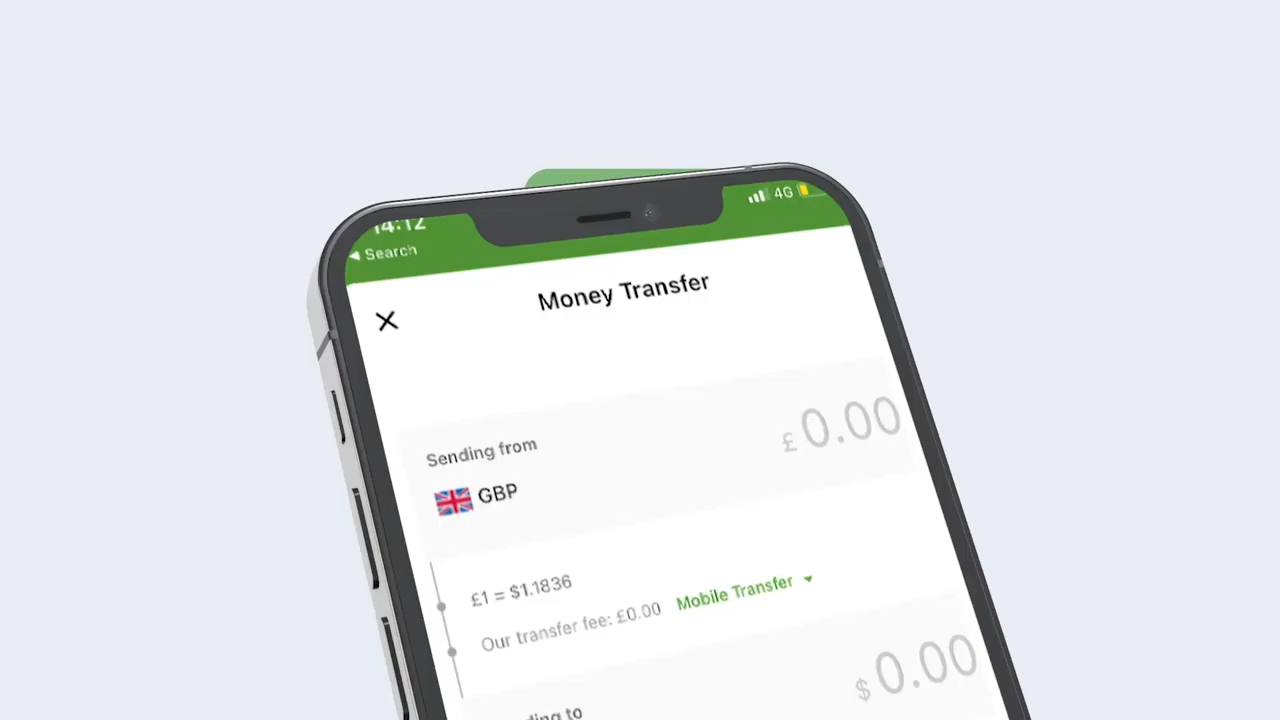 14:12
4G
◀ Search
Money Transfer
Sending from
£ 0.00
GBP
£1 = $1.1836
Our transfer fee: £0.00 Mobile Transfer
$ 0.00
to